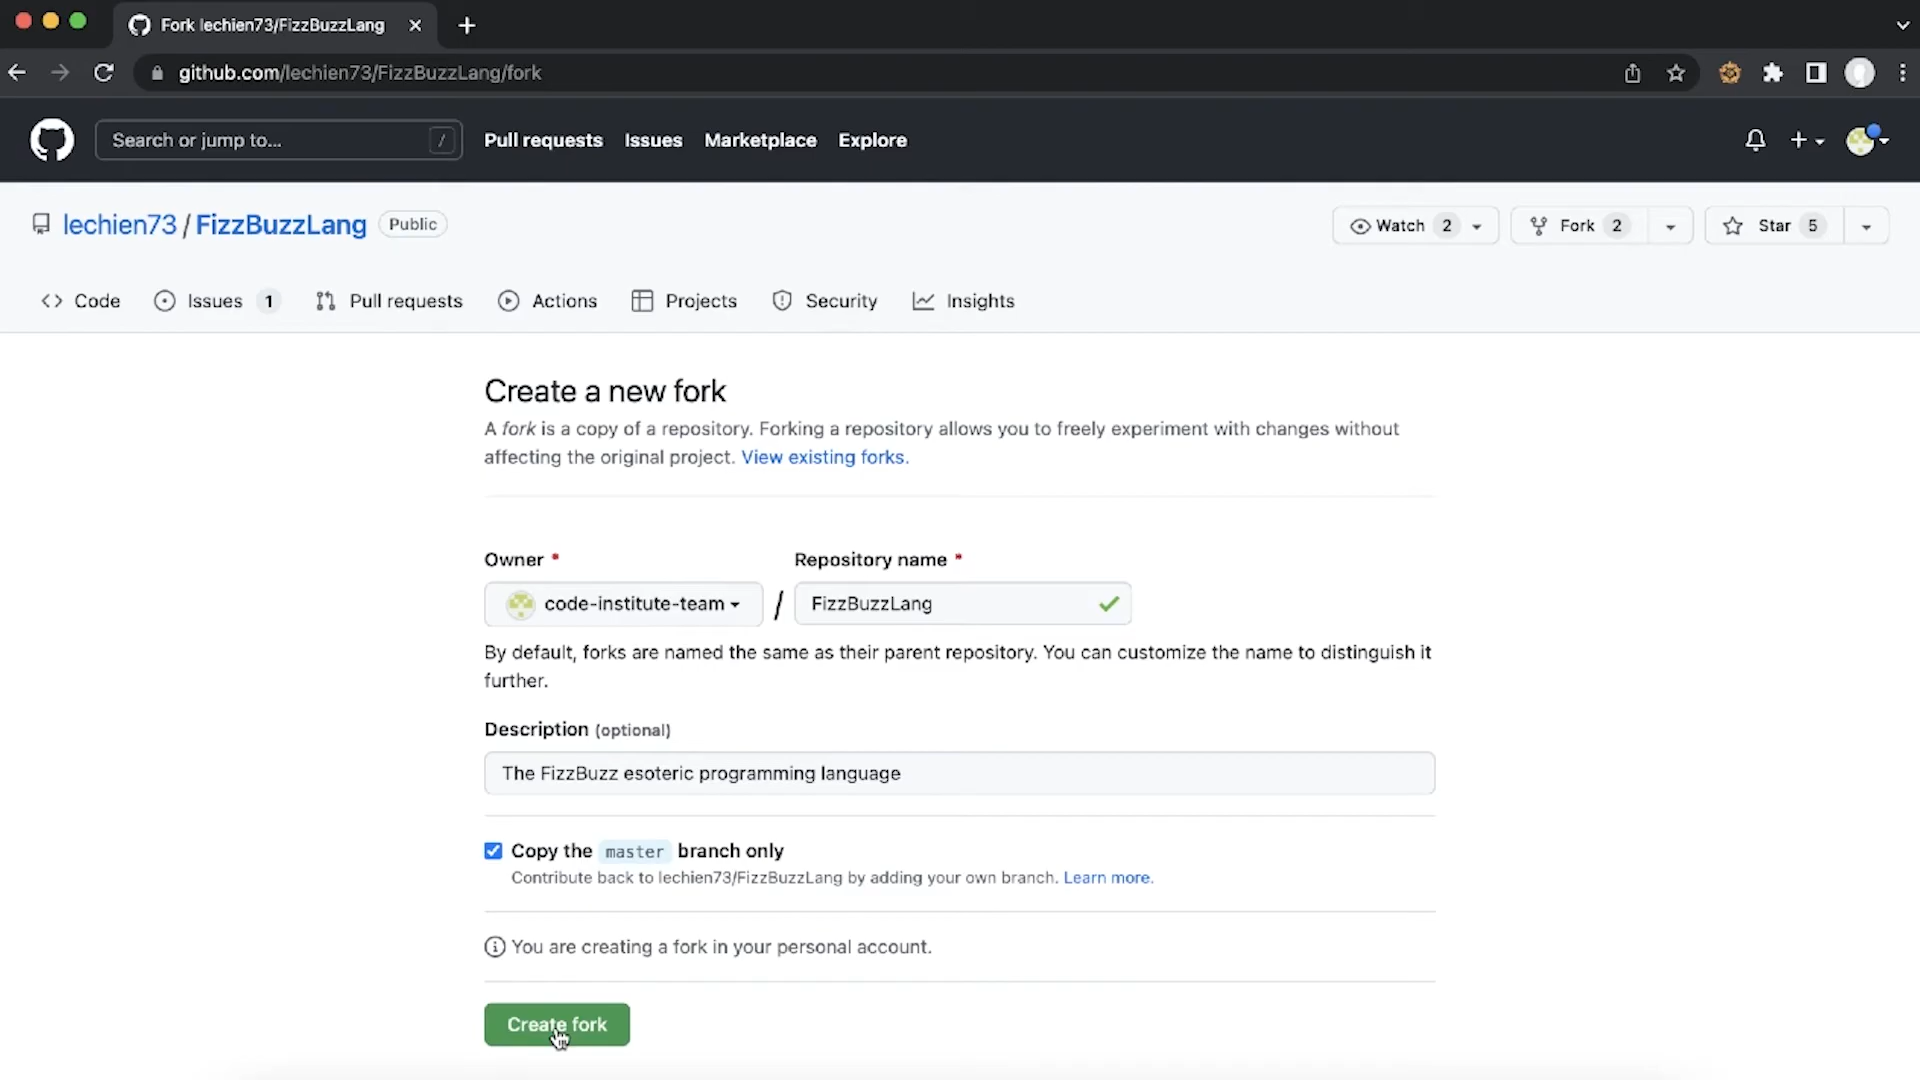 Fork lechien73/FizzBuzzLang
github.com/lechien73/FizzBuzzLang/fork
Search or jump to... /
Pull requests Issues Marketplace Explore
lechien73 / FizzBuzzLang Public
Watch 2 Fork 2 Star 5
Code Issues 1 Pull requests Actions Projects Security Insights
Create a new fork
A fork is a copy of a repository. Forking a repository allows you to freely experiment with changes without
affecting the original project. View existing forks.
Owner * Repository name *
code-institute-team / FizzBuzzLang
By default, forks are named the same as their parent repository. You can customize the name to distinguish it
further.
Description (optional)
The FizzBuzz esoteric programming language
Copy the master branch only
Contribute back to lechien73/FizzBuzzLang by adding your own branch. Learn more.
You are creating a fork in your personal account.
Create fork